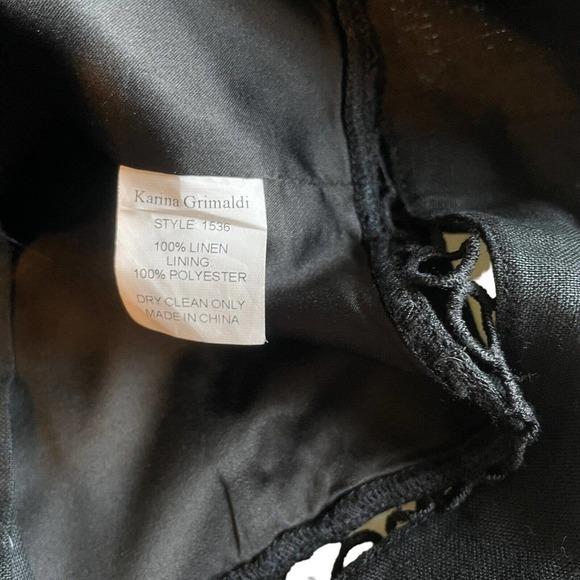 Karina Grimaldi
STYLE 1536
100% LINEN
LINING:
100% POLYESTER
DRY CLEAN ONLY
MADE IN CHINA